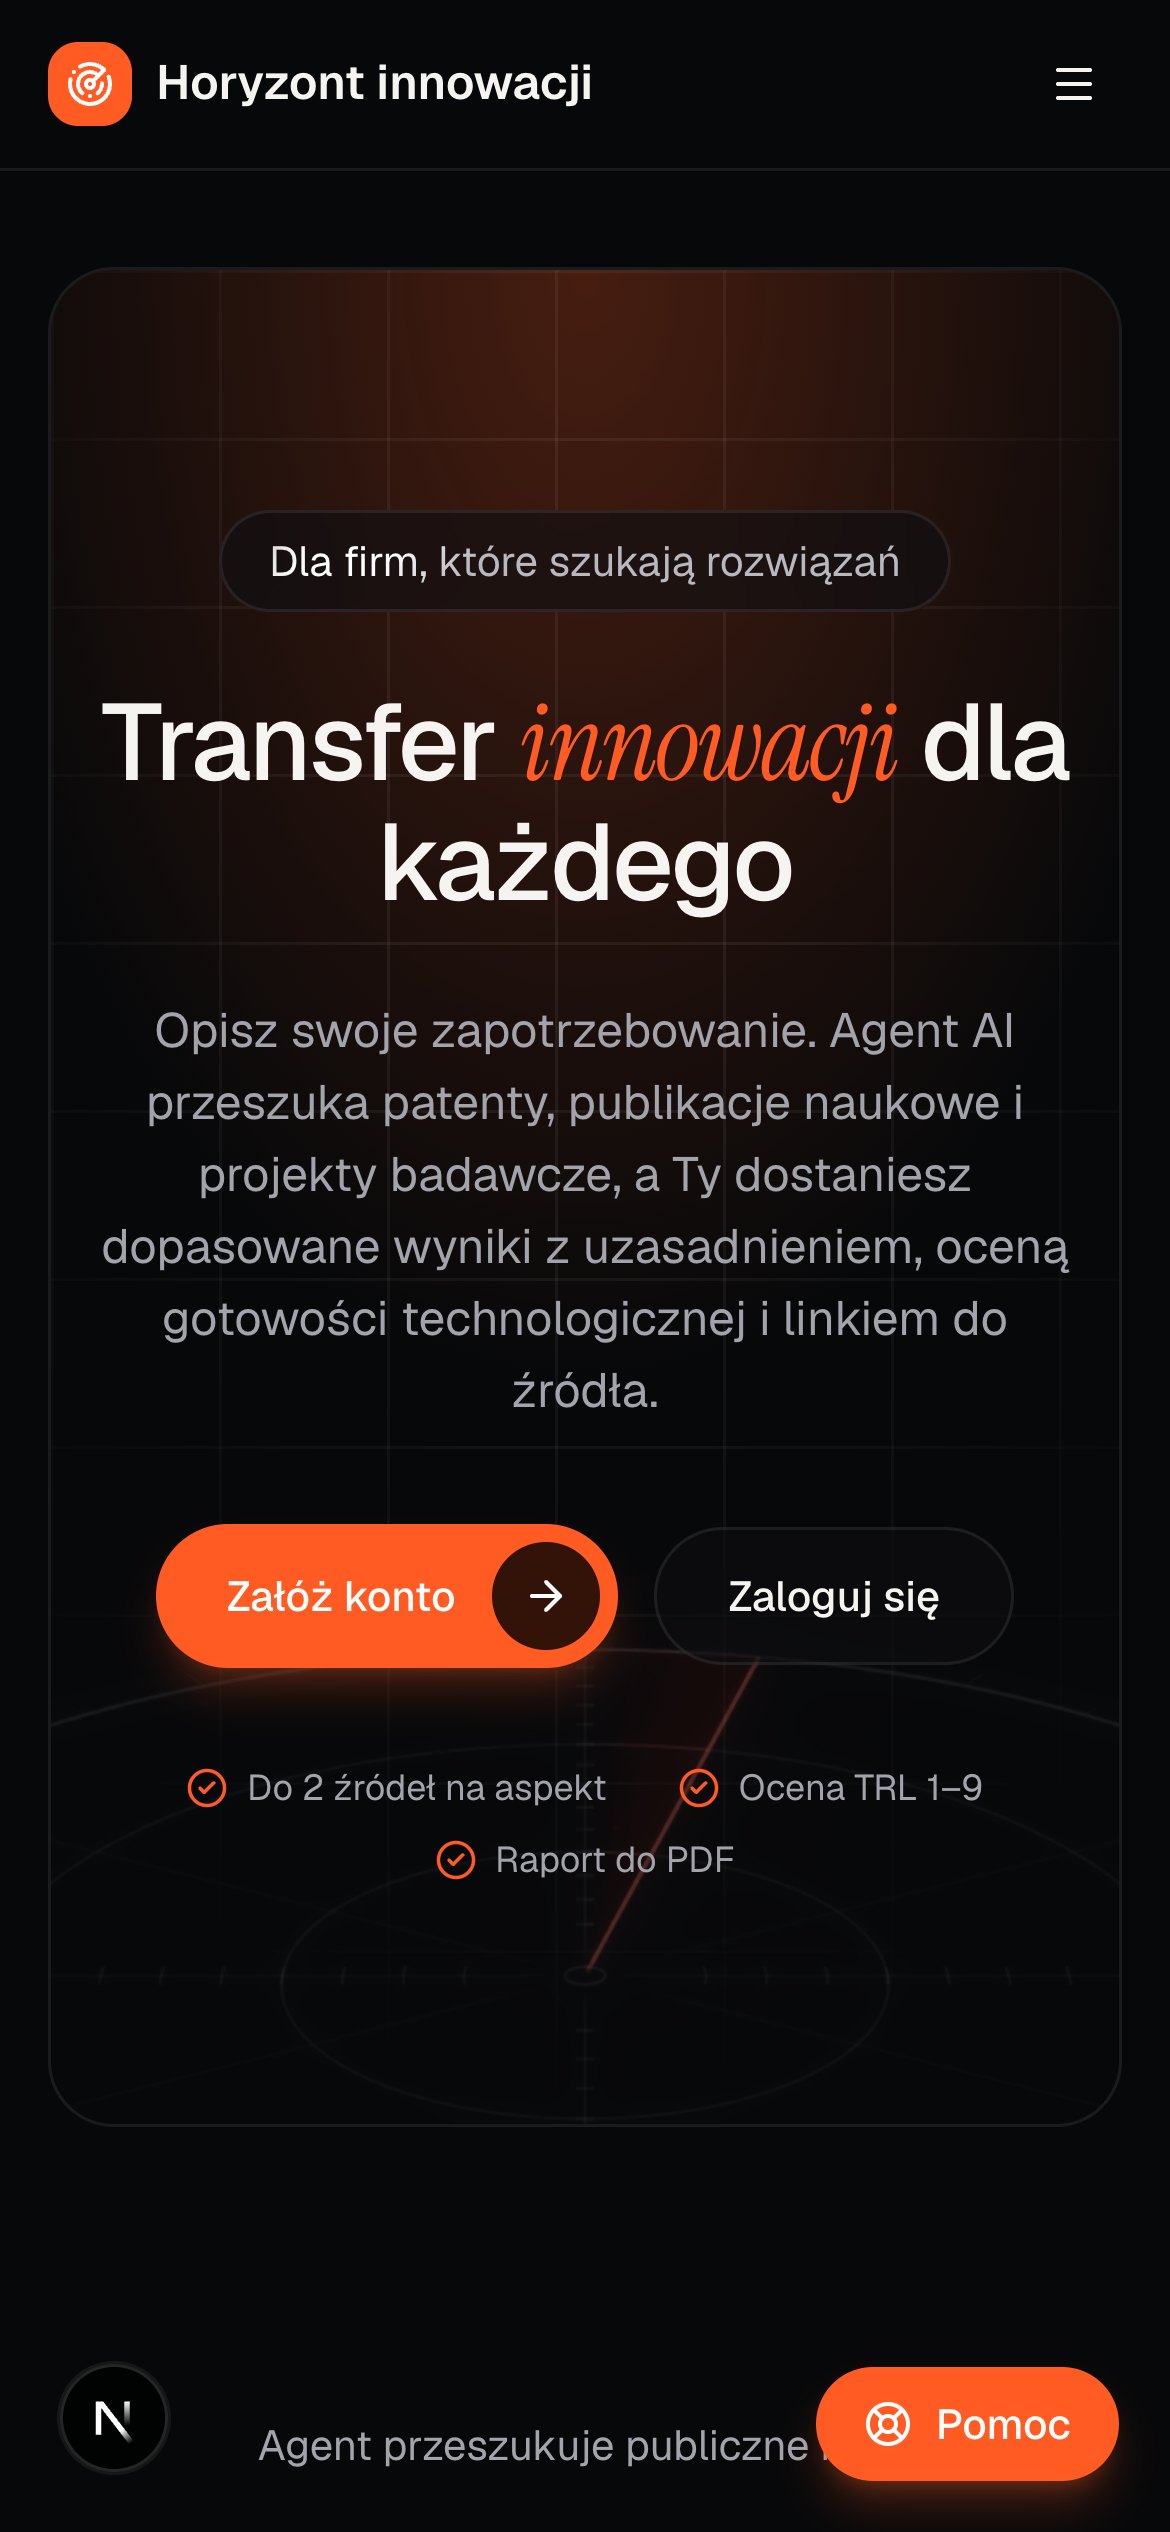 Horyzont innowacji
Dla firm, które szukają rozwiązań
Transfer innowacji dla
każdego
Opisz swoje zapotrzebowanie. Agent AI
przeszuka patenty, publikacje naukowe i
projekty badawcze, a Ty dostaniesz
dopasowane wyniki z uzasadnieniem, oceną
gotowości technologicznej i linkiem do
źródła.
Załóż konto
Zaloguj się
Do 2 źródeł na aspekt
Ocena TRL 1–9
Raport do PDF
N
Agent przeszukuje publiczne
Pomoc